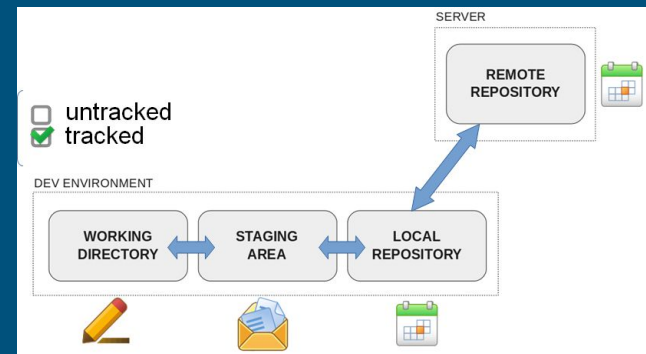 SERVER
REMOTE
REPOSITORY
untracked
tracked
DEV ENVIRONMENT
WORKING
DIRECTORY
STAGING
AREA
LOCAL
REPOSITORY